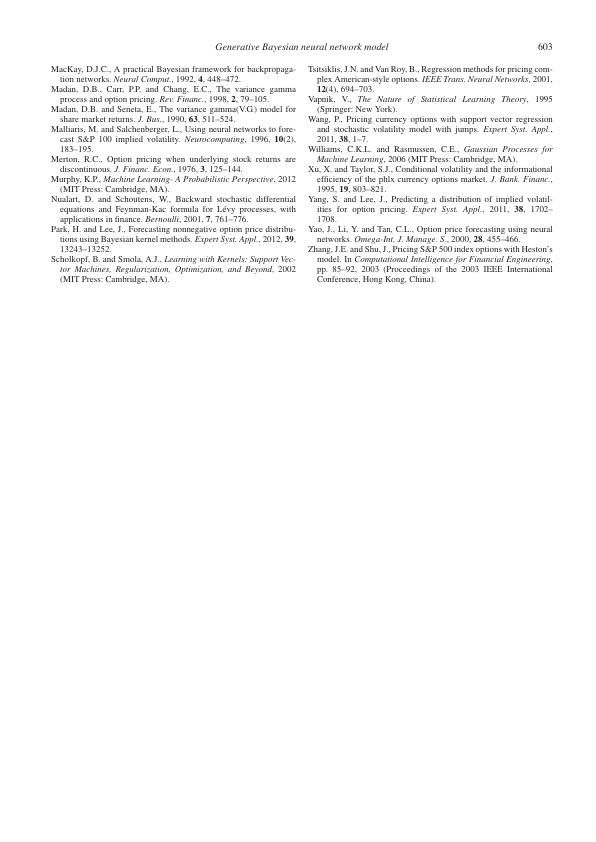 Generative Bayesian neural network model
603
MacKay, D.J.C., A practical Bayesian framework for backpropaga-
tion networks. Neural Comput., 1992, 4, 448–472.
Madan, D.B., Carr, P.P. and Chang, E.C., The variance gamma
process and option pricing. Rev. Financ., 1998, 2, 79–105.
Madan, D.B. and Seneta, E., The variance gamma(V.G.) model for
share market returns. J. Bus., 1990, 63, 511–524.
Malliaris, M. and Salchenberger, L., Using neural networks to fore-
cast S&P 100 implied volatility. Neurocomputing, 1996, 10(2),
183–195.
Merton, R.C., Option pricing when underlying stock returns are
discontinuous. J. Financ. Econ., 1976, 3, 125–144.
Murphy, K.P., Machine Learning- A Probabilistic Perspective, 2012
(MIT Press: Cambridge, MA).
Nualart, D. and Schoutens, W., Backward stochastic differential
equations and Feynman-Kac formula for Lévy processes, with
applications in finance. Bernoulli, 2001, 7, 761–776.
Park, H. and Lee, J., Forecasting nonnegative option price distribu-
tions using Bayesian kernel methods. Expert Syst. Appl., 2012, 39,
13243–13252.
Scholkopf, B. and Smola, A.J., Learning with Kernels: Support Vec-
tor Machines, Regularization, Optimization, and Beyond, 2002
(MIT Press: Cambridge, MA).
Tsitsiklis, J.N. and Van Roy, B., Regression methods for pricing com-
plex American-style options. IEEE Trans. Neural Networks, 2001,
12(4), 694–703.
Vapnik, V., The Nature of Statistical Learning Theory, 1995
(Springer: New York).
Wang, P., Pricing currency options with support vector regression
and stochastic volatility model with jumps. Expert Syst. Appl.,
2011, 38, 1–7.
Williams, C.K.L. and Rasmussen, C.E., Gaussian Processes for
Machine Learning, 2006 (MIT Press: Cambridge, MA).
Xu, X. and Taylor, S.J., Conditional volatility and the informational
efficiency of the phlx currency options market. J. Bank. Financ.,
1995, 19, 803–821.
Yang, S. and Lee, J., Predicting a distribution of implied volatil-
ities for option pricing. Expert Syst. Appl., 2011, 38, 1702–
1708.
Yao, J., Li, Y. and Tan, C.L., Option price forecasting using neural
networks. Omega-Int. J. Manage. S., 2000, 28, 455–466.
Zhang, J.E. and Shu, J., Pricing S&P 500 index options with Heston’s
model. In Computational Intelligence for Financial Engineering,
pp. 85–92, 2003 (Proceedings of the 2003 IEEE International
Conference, Hong Kong, China).